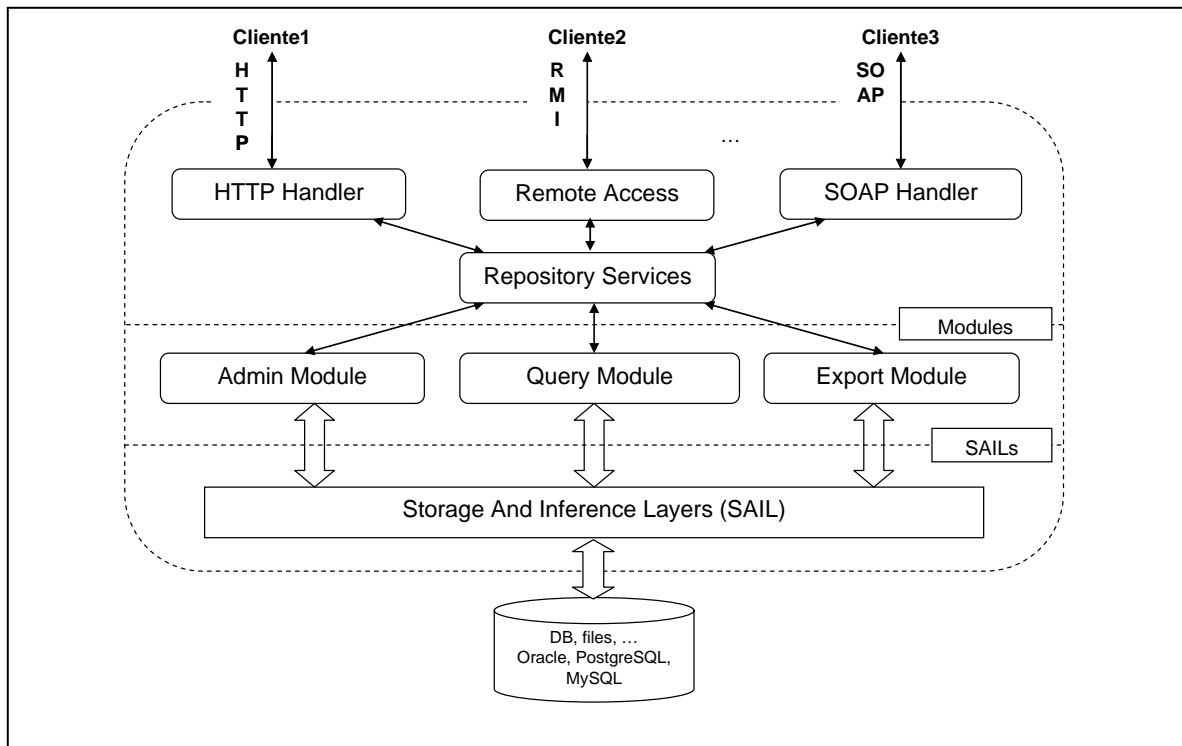 Cliente1
Cliente2
Cliente3
H
T
T
P
R
M
I
SO
AP
…
HTTP Handler
Remote Access
SOAP Handler
Repository Services
Modules
Admin Module
Query Module
Export Module
SAILs
Storage And Inference Layers (SAIL)
DB, files, …
Oracle, PostgreSQL,
MySQL